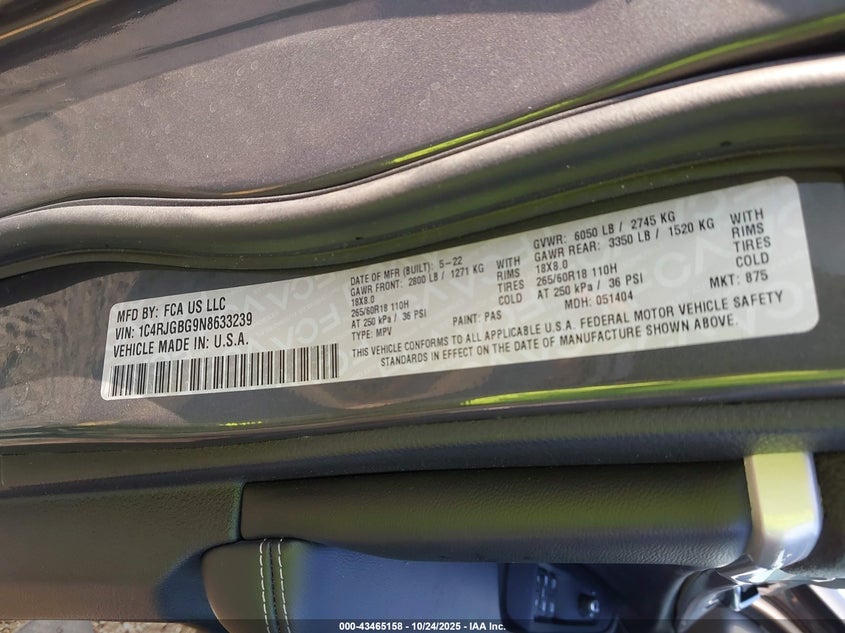 MFD BY: FCA US LLC
VIN: 1C4RJGBG9N8633239
VEHICLE MADE IN: U.S.A.
DATE OF MFR (BUILT): 5-22
GAWR FRONT: 2800 LB / 1271 KG WITH
18X8.0 RIMS
265/60R18 110H TIRES
AT 250 kPa / 36 PSI COLD
TYPE: MPV PAINT: PAS
GVWR: 6050 LB / 2745 KG
GAWR REAR: 3350 LB / 1520 KG WITH
18X8.0 RIMS
265/60R18 110H TIRES
AT 250 kPa / 36 PSI COLD
MDH: 051404 MKT: 875
THIS VEHICLE CONFORMS TO ALL APPLICABLE U.S.A. FEDERAL MOTOR VEHICLE SAFETY
STANDARDS IN EFFECT ON THE DATE OF MANUFACTURE SHOWN ABOVE.
000-43465158 - 10/24/2025 - IAA Inc.